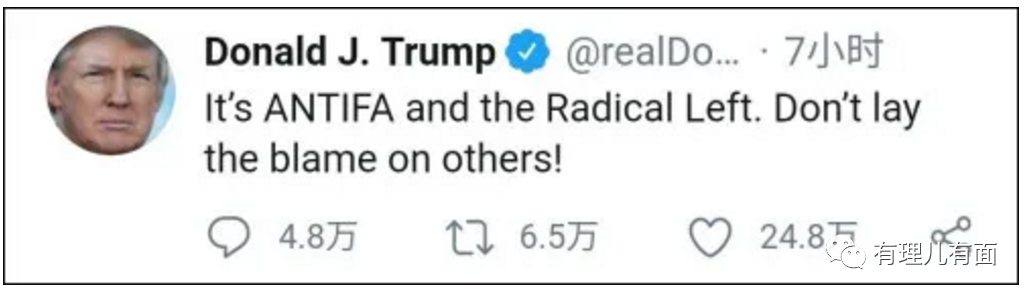 Donald J. Trump @realDo... · 7小时
It's ANTIFA and the Radical Left. Don't lay
the blame on others!
4.8万 6.5万 24.8万
有理儿有面